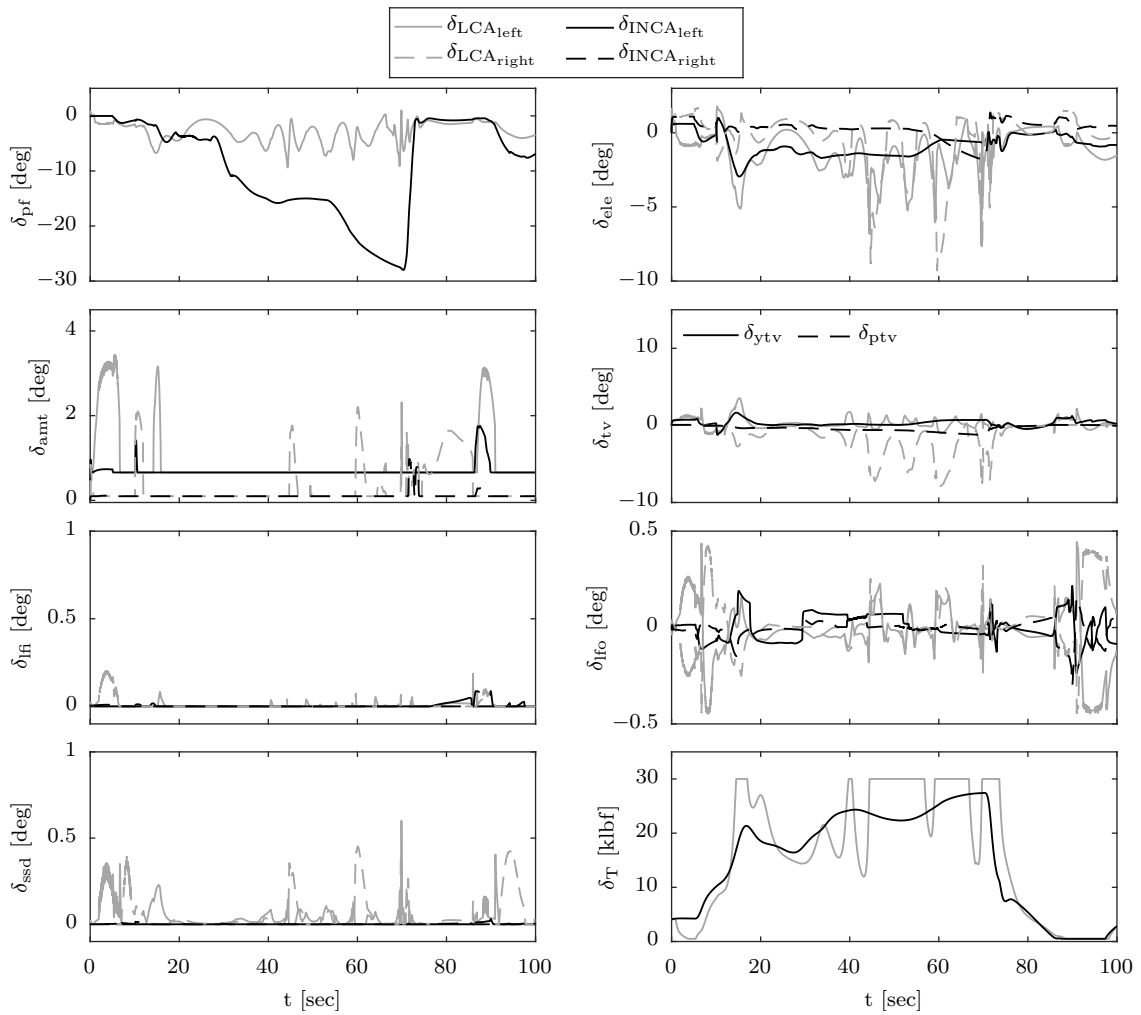 δLCAleft δINCAleft
δLCAright δINCAright
0
−10
−20
−30
δpf [deg]
0
−5
−10
δele [deg]
4
2
0
δamt [deg]
δytv δptv
10
0
−10
δtv [deg]
1
0.5
0
δlfi [deg]
0.5
0
−0.5
δlfo [deg]
1
0.5
0
δssd [deg]
0 20 40 60 80 100
t [sec]
30
20
10
0
δT [klbf]
0 20 40 60 80 100
t [sec]